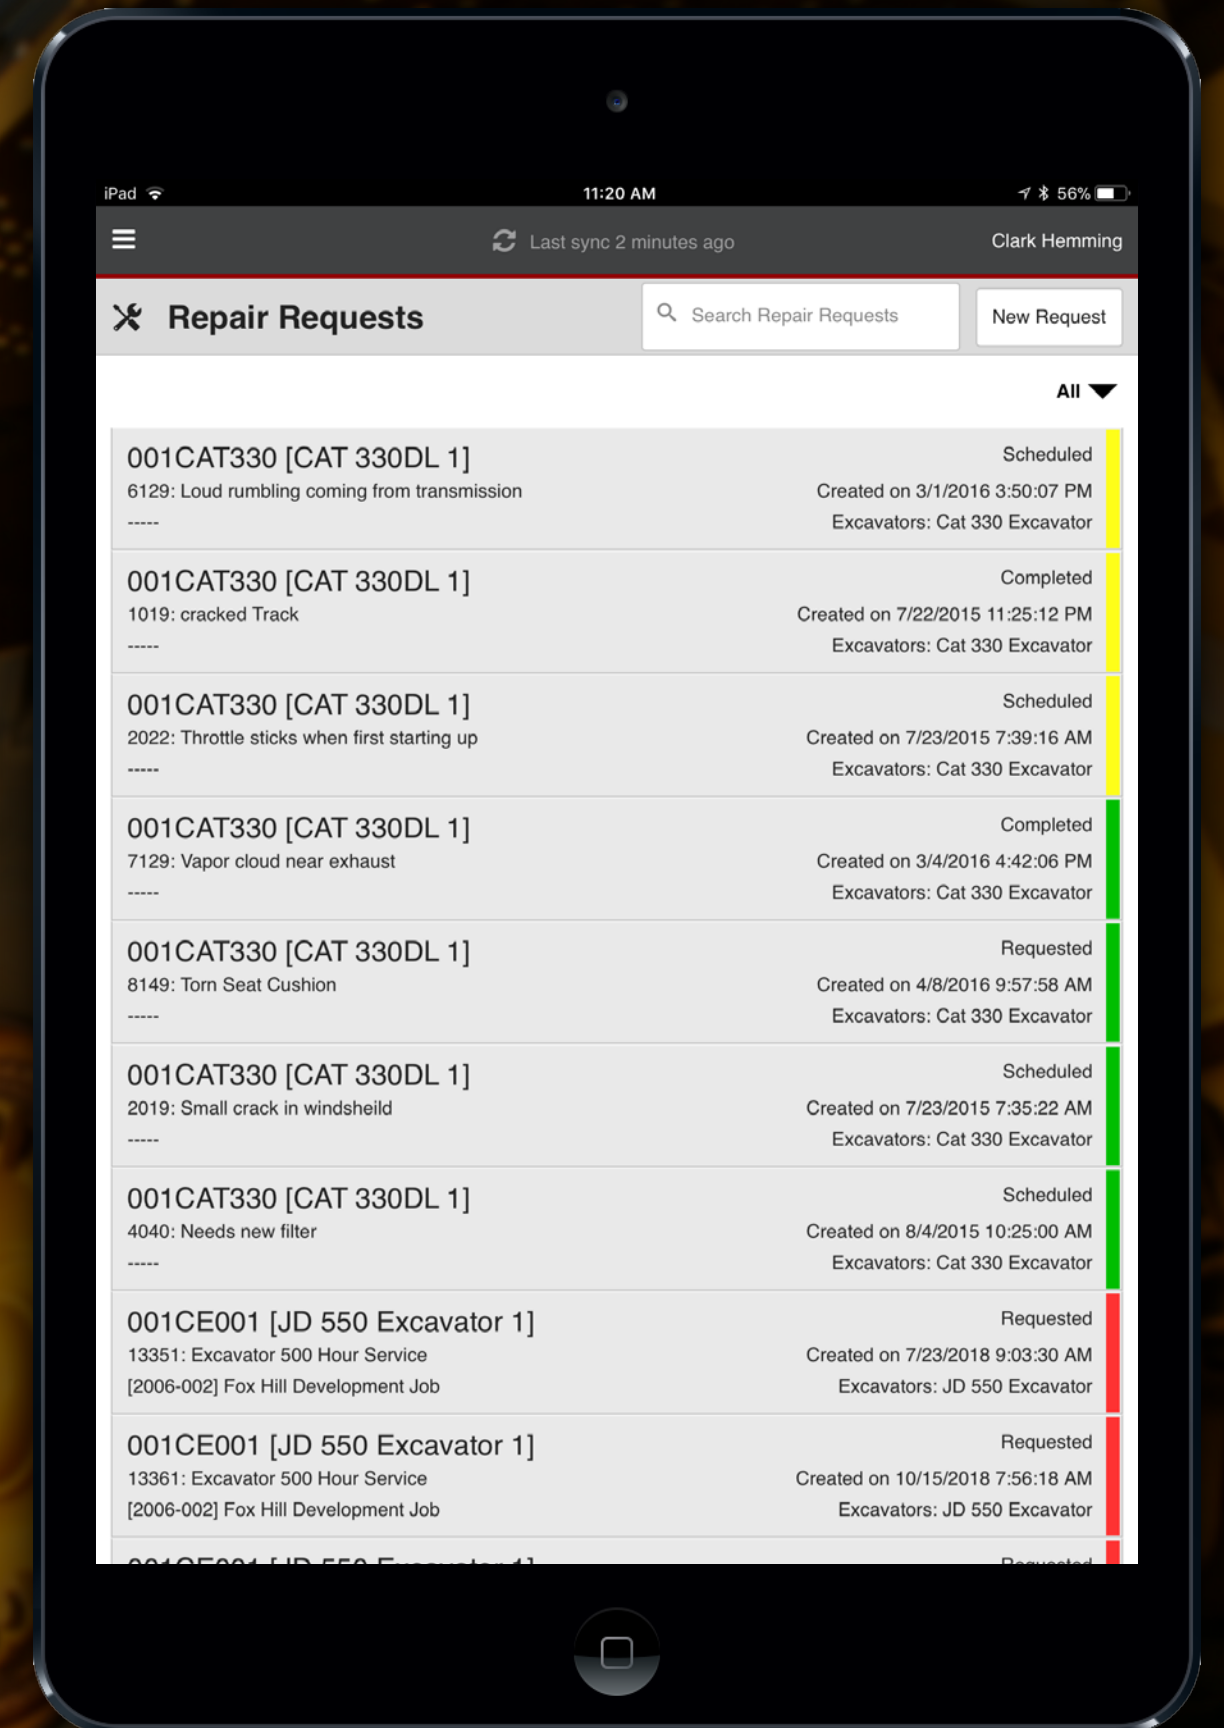 iPad 11:20 AM 56%
Last sync 2 minutes ago Clark Hemming
Repair Requests Search Repair Requests New Request
All
001CAT330 [CAT 330DL 1] Scheduled
6129: Loud rumbling coming from transmission Created on 3/1/2016 3:50:07 PM
----- Excavators: Cat 330 Excavator
001CAT330 [CAT 330DL 1] Completed
1019: cracked Track Created on 7/22/2015 11:25:12 PM
----- Excavators: Cat 330 Excavator
001CAT330 [CAT 330DL 1] Scheduled
2022: Throttle sticks when first starting up Created on 7/23/2015 7:39:16 AM
----- Excavators: Cat 330 Excavator
001CAT330 [CAT 330DL 1] Completed
7129: Vapor cloud near exhaust Created on 3/4/2016 4:42:06 PM
----- Excavators: Cat 330 Excavator
001CAT330 [CAT 330DL 1] Requested
8149: Torn Seat Cushion Created on 4/8/2016 9:57:58 AM
----- Excavators: Cat 330 Excavator
001CAT330 [CAT 330DL 1] Scheduled
2019: Small crack in windsheild Created on 7/23/2015 7:35:22 AM
----- Excavators: Cat 330 Excavator
001CAT330 [CAT 330DL 1] Scheduled
4040: Needs new filter Created on 8/4/2015 10:25:00 AM
----- Excavators: Cat 330 Excavator
001CE001 [JD 550 Excavator 1] Requested
13351: Excavator 500 Hour Service Created on 7/23/2018 9:03:30 AM
[2006-002] Fox Hill Development Job Excavators: JD 550 Excavator
001CE001 [JD 550 Excavator 1] Requested
13361: Excavator 500 Hour Service Created on 10/15/2018 7:56:18 AM
[2006-002] Fox Hill Development Job Excavators: JD 550 Excavator
001CE001 [JD 550 Excavator 1] Requested